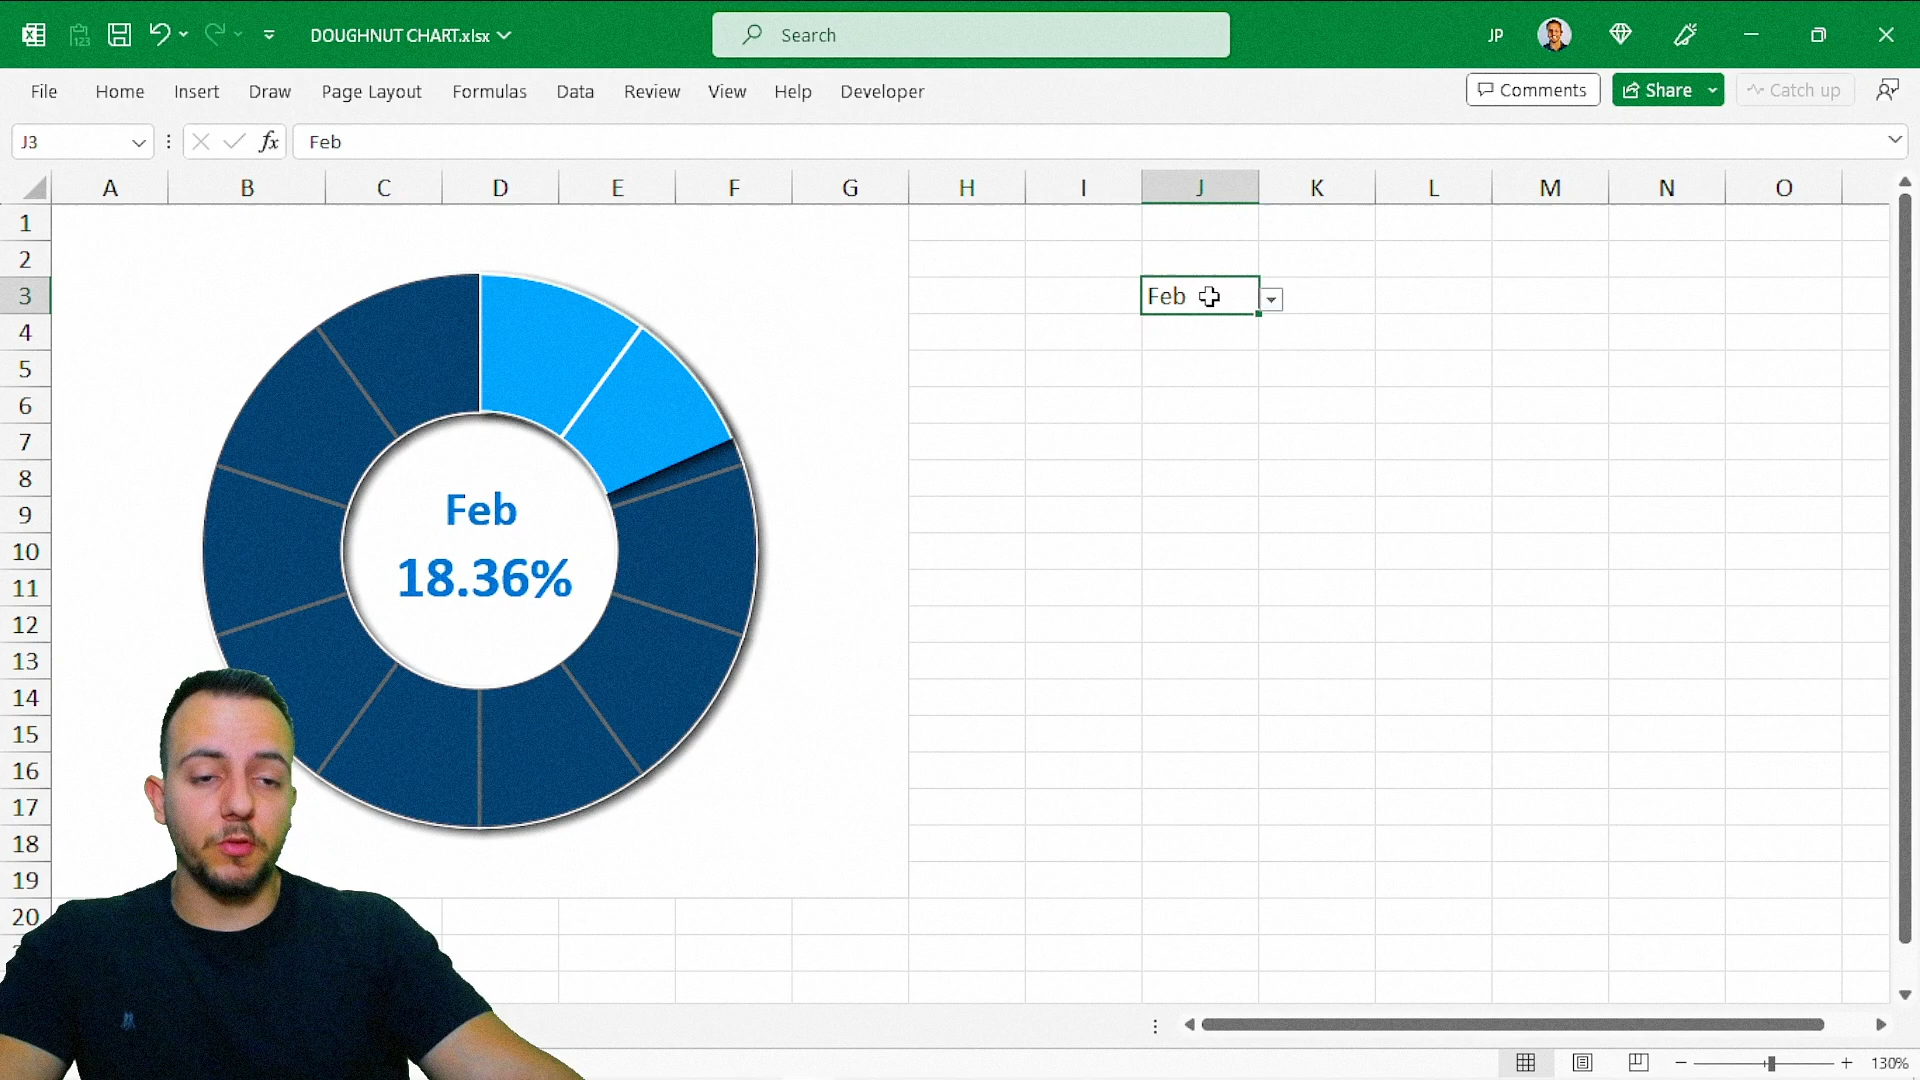 DOUGHNUT CHART.xlsx
Search
JP
File Home Insert Draw Page Layout Formulas Data Review View Help Developer
Comments Share Catch up
J3 fx Feb
A B C D E F G H I J K L M N O
1
2
3 Feb
4
5
6
7
8
9
Feb
10
18.36%
11
12
13
14
15
16
17
18
19
20
130%